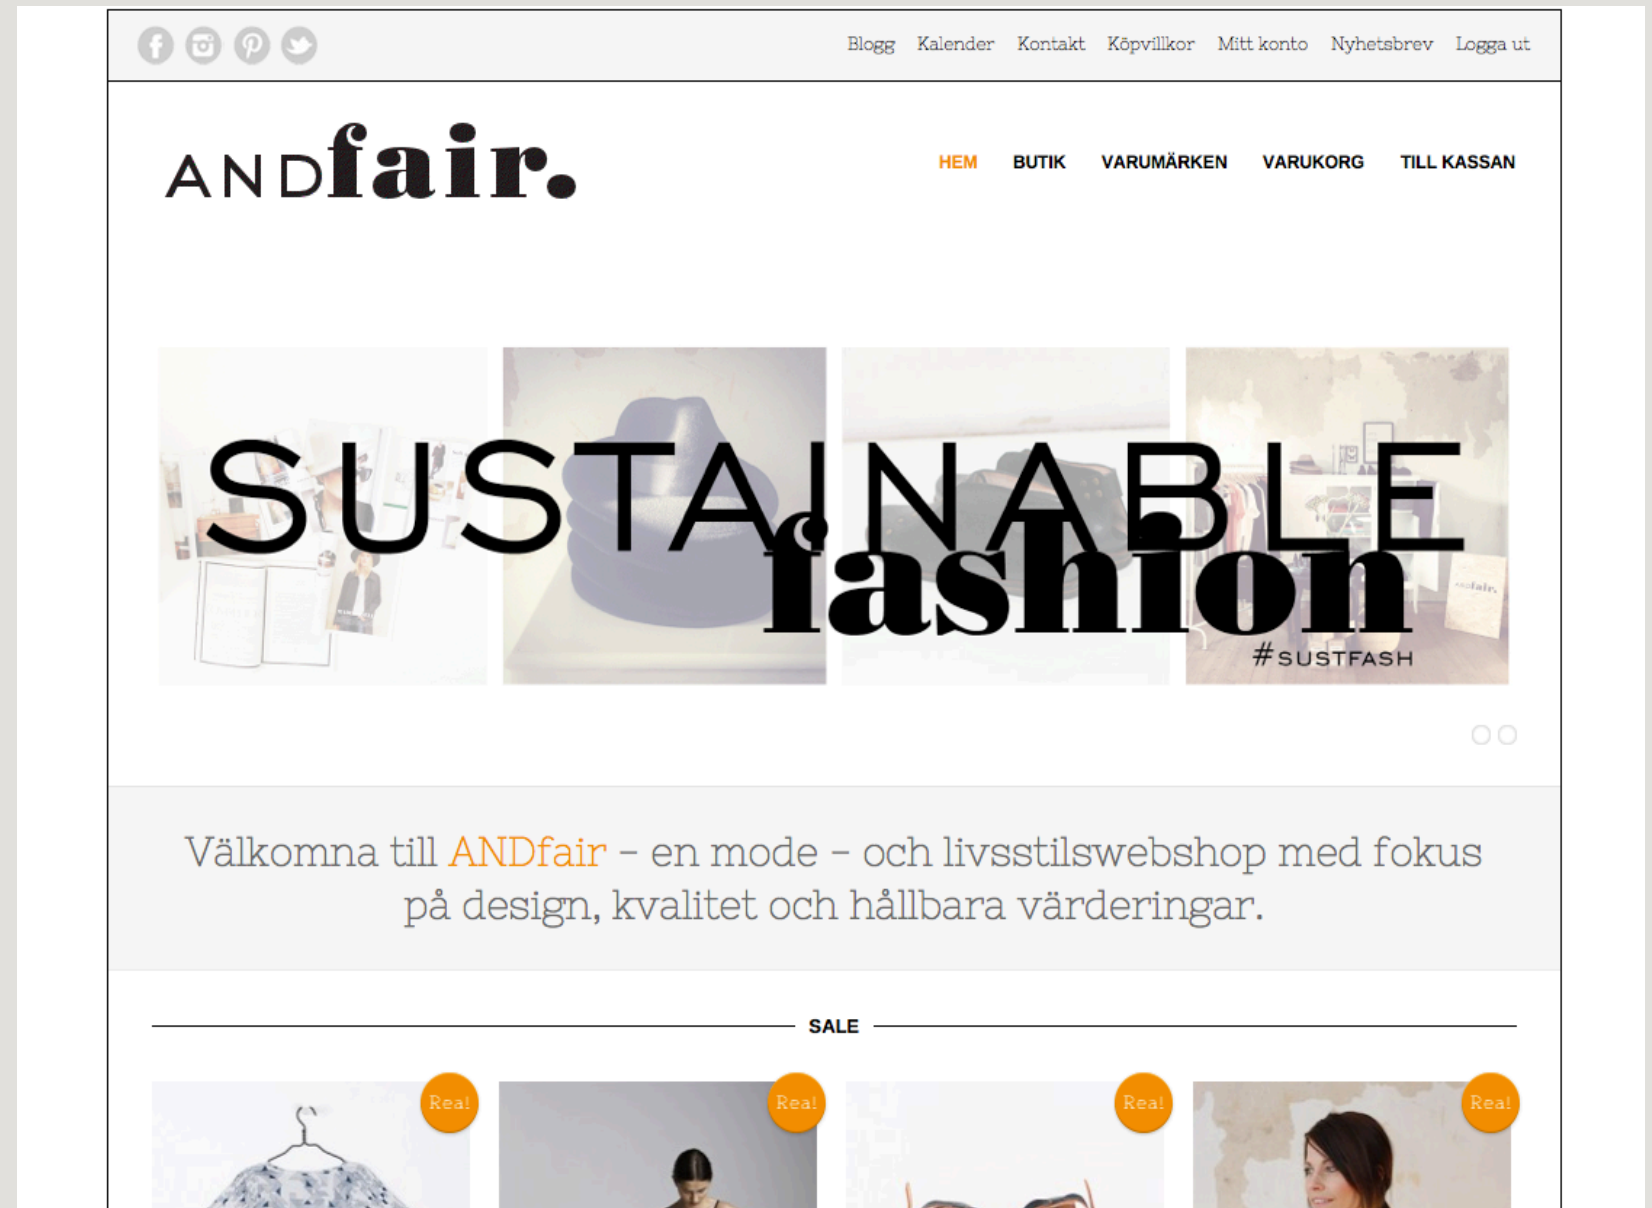 Blogg Kalender Kontakt Köpvillkor Mitt konto Nyhetsbrev Logga ut
ANDfair.
HEM BUTIK VARUMÄRKEN VARUKORG TILL KASSAN
SUSTAINABLE
fashion
#SUSTFASH
ANDfair.
Välkomna till ANDfair – en mode – och livsstilswebshop med fokus
på design, kvalitet och hållbara värderingar.
SALE
Rea! Rea! Rea! Rea!